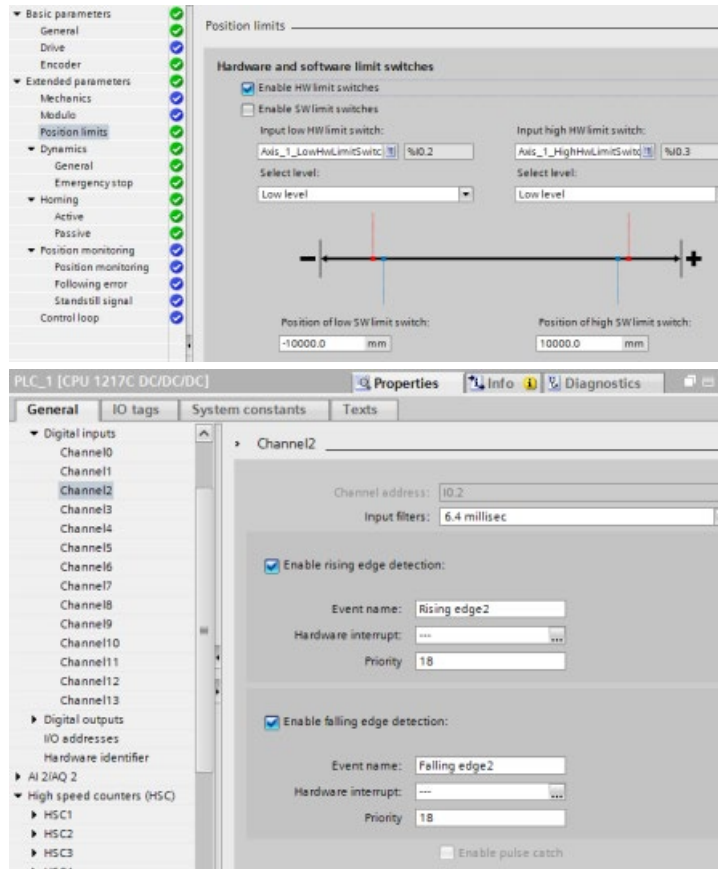 Basic parameters
General
Drive
Encoder
Extended parameters
Mechanics
Modulo
Position limits
Dynamics
General
Emergency stop
Homing
Active
Passive
Position monitoring
Position monitoring
Following error
Standstill signal
Control loop
Position limits
Hardware and software limit switches
Enable HW limit switches
Enable SW limit switches
Input low HW limit switch:
Input high HW limit switch:
Axis_1_LowHwLimitSwitc %I0.2
Axis_1_HighHwLimitSwitc %I0.3
Select level:
Select level:
Low level
Low level
Position of low SW limit switch:
Position of high SW limit switch:
-10000.0 mm
10000.0 mm
PLC_1 [CPU 1217C DC/DC/DC]
Properties
Info
Diagnostics
General
IO tags
System constants
Texts
Digital inputs
Channel0
Channel1
Channel2
Channel3
Channel4
Channel5
Channel6
Channel7
Channel8
Channel9
Channel10
Channel11
Channel12
Channel13
Digital outputs
I/O addresses
Hardware identifier
AI 2/AQ 2
High speed counters (HSC)
HSC1
HSC2
HSC3
Channel2
Channel address: I0.2
Input filters: 6.4 millisec
Enable rising edge detection:
Event name: Rising edge2
Hardware interrupt: --- ...
Priority 18
Enable falling edge detection:
Event name: Falling edge2
Hardware interrupt: --- ...
Priority 18
Enable pulse catch